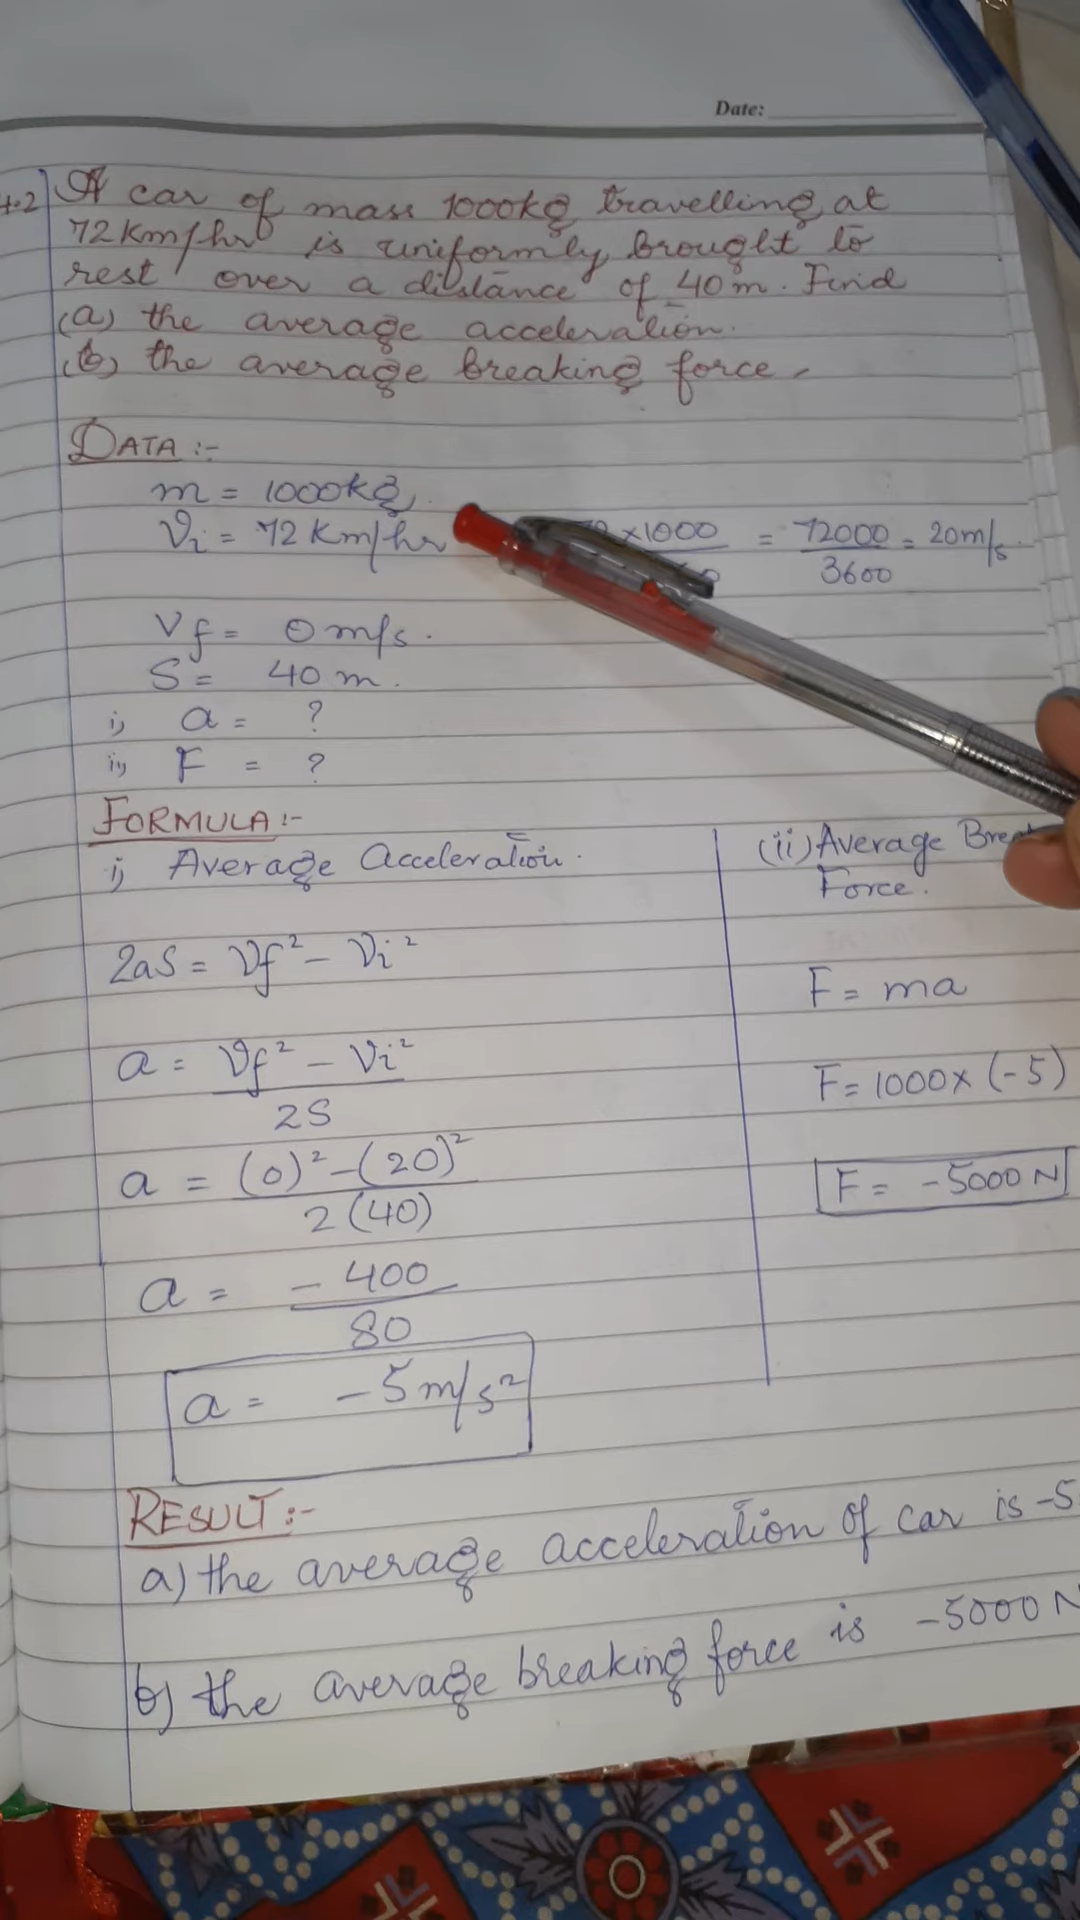 Date:
4.2 A car of mass 1000kg travelling at
72 Km/hr is uniformly brought to
rest over a distance of 40m. Find
(a) the average acceleration.
(b) the average breaking force.
DATA :-
m = 1000kg.
Vi = 72 Km/hr ×1000 = 72000/3600 = 20m/s.
Vf = 0 m/s.
S = 40 m.
i) a = ?
ii) F = ?
FORMULA :-
i) Average Acceleration.
2aS = Vf² - Vi²
a = Vf² - Vi² / 2S
a = (0)² - (20)² / 2 (40)
a = - 400 / 80
a = - 5 m/s²
(ii) Average
Force.
F = ma
F = 1000 x (-5)
F = -5000 N
RESULT :-
a) the average acceleration of car is -5
b) the average breaking force is -5000 N